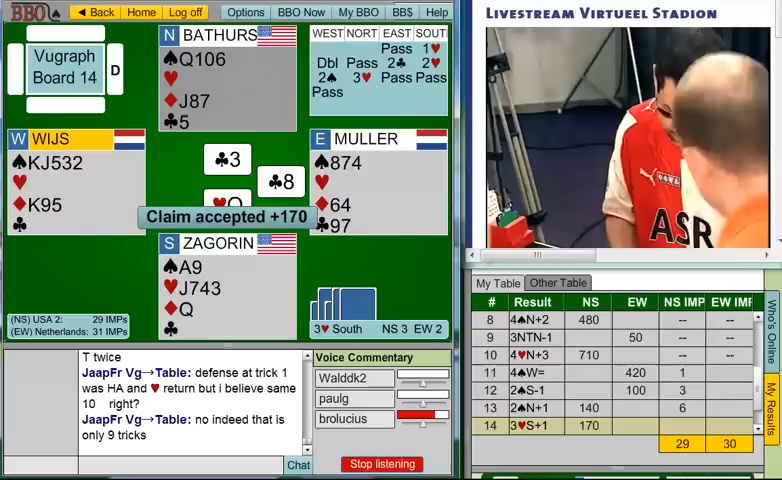 BBO Back Home Log off Options BBO Now My BBO BB$ Help
LIVESTREAM VIRTUEEL STADION
Vugraph
Board 14
D
N BATHURS
♠Q106
♥
♦J87
♣5
WEST NORT EAST SOUTI
Pass 1♥
Dbl Pass 2♣ 2♥
2♠ 3♥ Pass Pass
Pass
W WIJS
♠KJ532
♥
♦K95
♣
♣3
♣8
E MULLER
♠874
♥
♦64
♣97
Claim accepted +170
S ZAGORIN
♠A9
♥J743
♦Q
♣
(NS) USA 2: 29 IMPs
(EW) Netherlands: 31 IMPs
3♥ South NS 3 EW 2
ASR
My Table Other Table
# Result NS EW NS IMP EW IMF
8 4♠N+2 480 -- --
9 3NTN-1 50 -- --
10 4♥N+3 710 -- --
11 4♠W= 420 1
12 2♠S-1 100 3
13 2♠N+1 140 6
14 3♥S+1 170
29 30
Who's Online
My Results
T twice
JaapFr Vg→Table: defense at trick 1
was HA and ♥ return but i believe same
10 right?
JaapFr Vg→Table: no indeed that is
only 9 tricks
Chat
Voice Commentary
Walddk2
paulg
brolucius
Stop listening